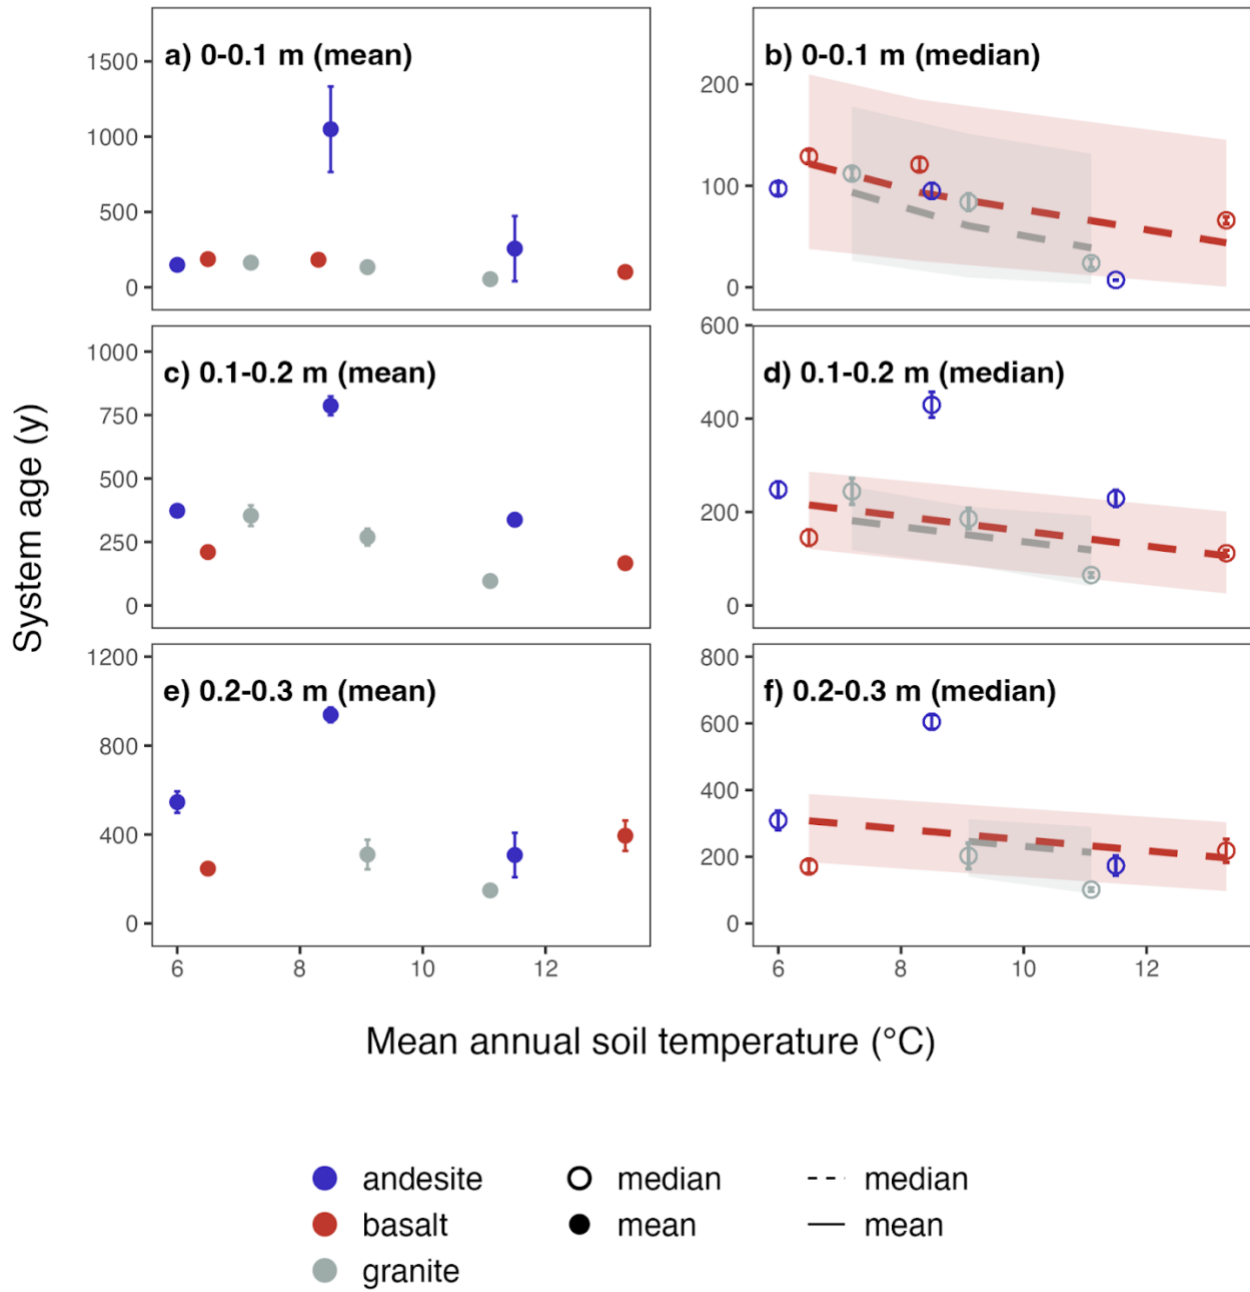 a) 0-0.1 m (mean)
1500
1000
500
0
b) 0-0.1 m (median)
200
100
0
c) 0.1-0.2 m (mean)
1000
750
500
250
0
d) 0.1-0.2 m (median)
600
400
200
0
e) 0.2-0.3 m (mean)
1200
800
400
0
6 8 10 12
f) 0.2-0.3 m (median)
800
600
400
200
0
6 8 10 12
System age (y)
Mean annual soil temperature (°C)
andesite
basalt
granite
median
mean
median
mean